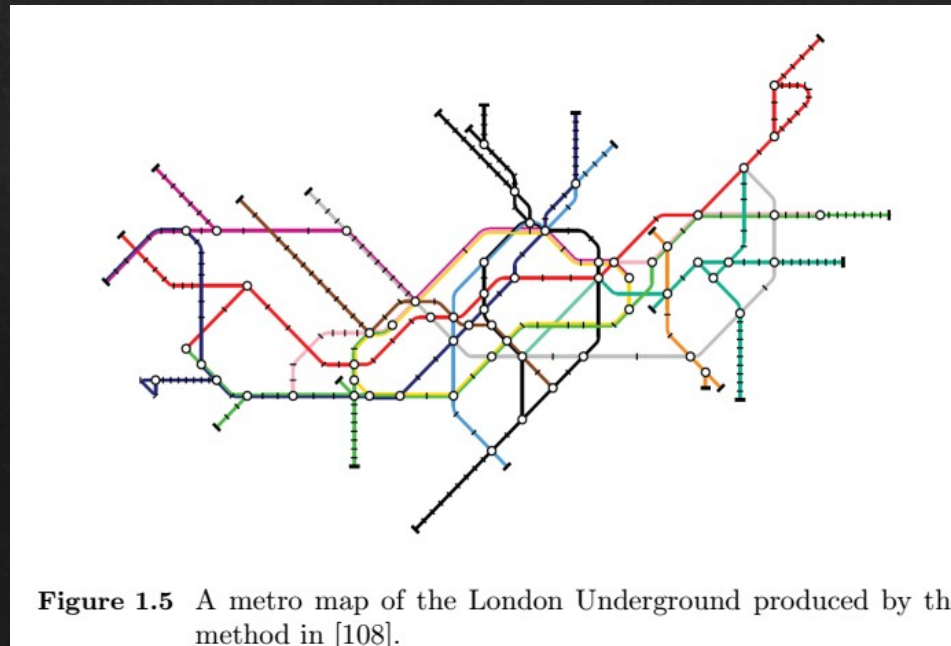 Figure 1.5 A metro map of the London Underground produced by th
method in [108].